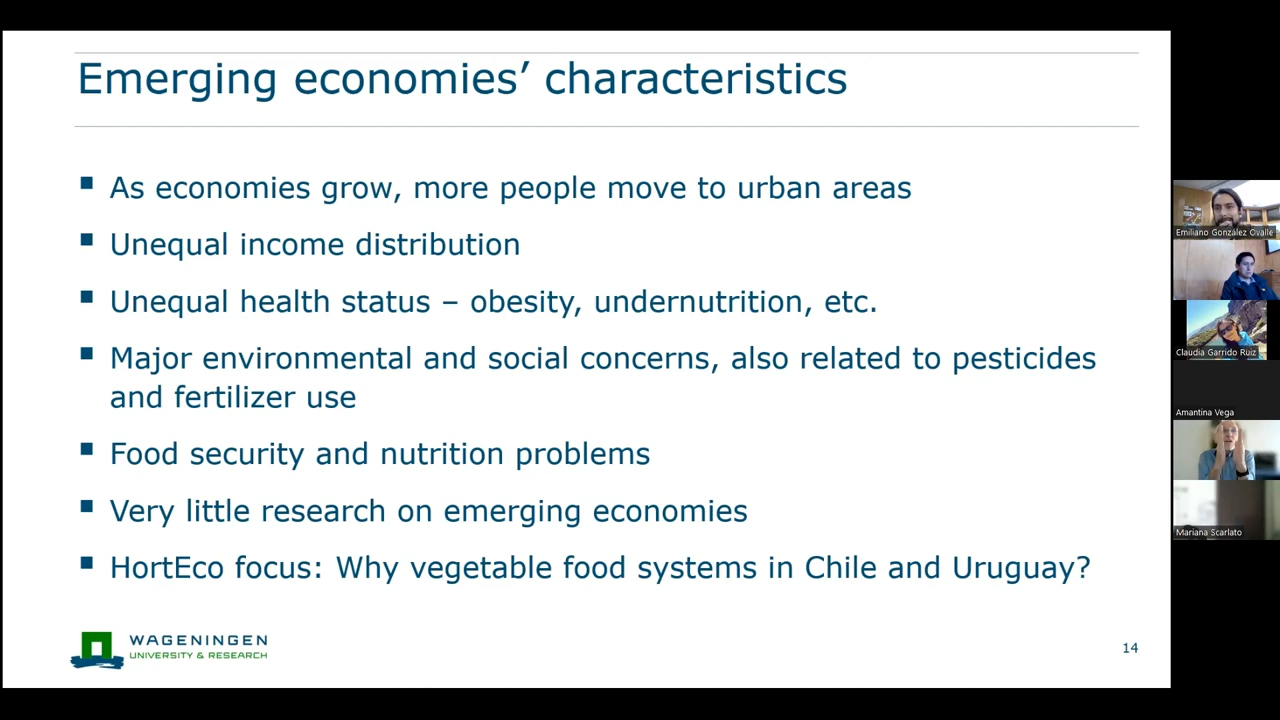 Emerging economies’ characteristics
▪ As economies grow, more people move to urban areas
▪ Unequal income distribution
▪ Unequal health status – obesity, undernutrition, etc.
▪ Major environmental and social concerns, also related to pesticides
and fertilizer use
▪ Food security and nutrition problems
▪ Very little research on emerging economies
▪ HortEco focus: Why vegetable food systems in Chile and Uruguay?
WAGENINGEN
UNIVERSITY & RESEARCH
14
Emiliano González Ovalle
Claudia Garrido Ruiz
Amantina Vega
Mariana Scarlato